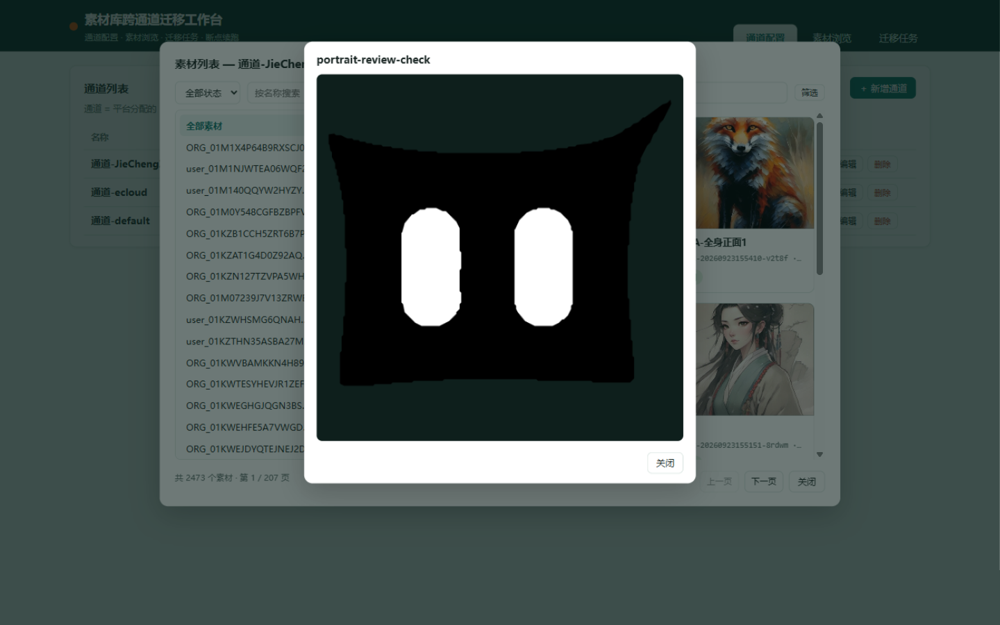 素材库跨通道迁移工作台
通道配置 · 素材浏览 · 迁移任务 · 断点续跑
通道配置
素材浏览
迁移任务
通道列表
通道 = 平台分配的
+ 新增通道
名称
通道-JieCheng
编辑
删除
通道-ecloud
编辑
删除
通道-default
编辑
删除
素材列表 — 通道-JieCher
全部状态
按名称搜索
筛选
全部素材
ORG_01M1X4P64B9RXSCJ0
user_01M1NJWTEA06WQFZ
user_01M140QQYW2HYZY.
ORG_01M0Y548CGFBZBPFV
ORG_01KZB1CCH5ZRT6B7P
ORG_01KZAT1G4D0Z92AQ.
ORG_01KZN127TZVPA5WH
ORG_01M07239J7V13ZRWE
user_01KZWHSMG6QNAH.
user_01KZTHN35ASBA27M
ORG_01KWVBAMKKN4H89
ORG_01KWTESYHEVJR1ZEF
ORG_01KWEGHGJQGN3BS.
ORG_01KWEHFE5A7VWGD.
ORG_01KWEJDYQTEJNEJ2D
A-全身正面1
-20260923155410-v2t8f ·…
-20260923155151-8rdwm ·…
共 2473 个素材 · 第 1 / 207 页
上一页
下一页
关闭
portrait-review-check
关闭